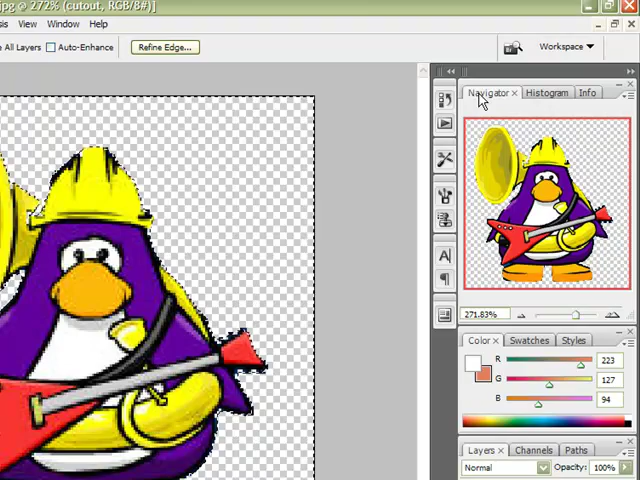 .jpg @ 272% (cutout, RGB/8#)]
View Window Help
e All Layers Auto-Enhance Refine Edge... Workspace
Navigator Histogram Info
271.83%
Color Swatches Styles
R 223
G 127
B 94
Layers Channels Paths
Normal Opacity: 100%